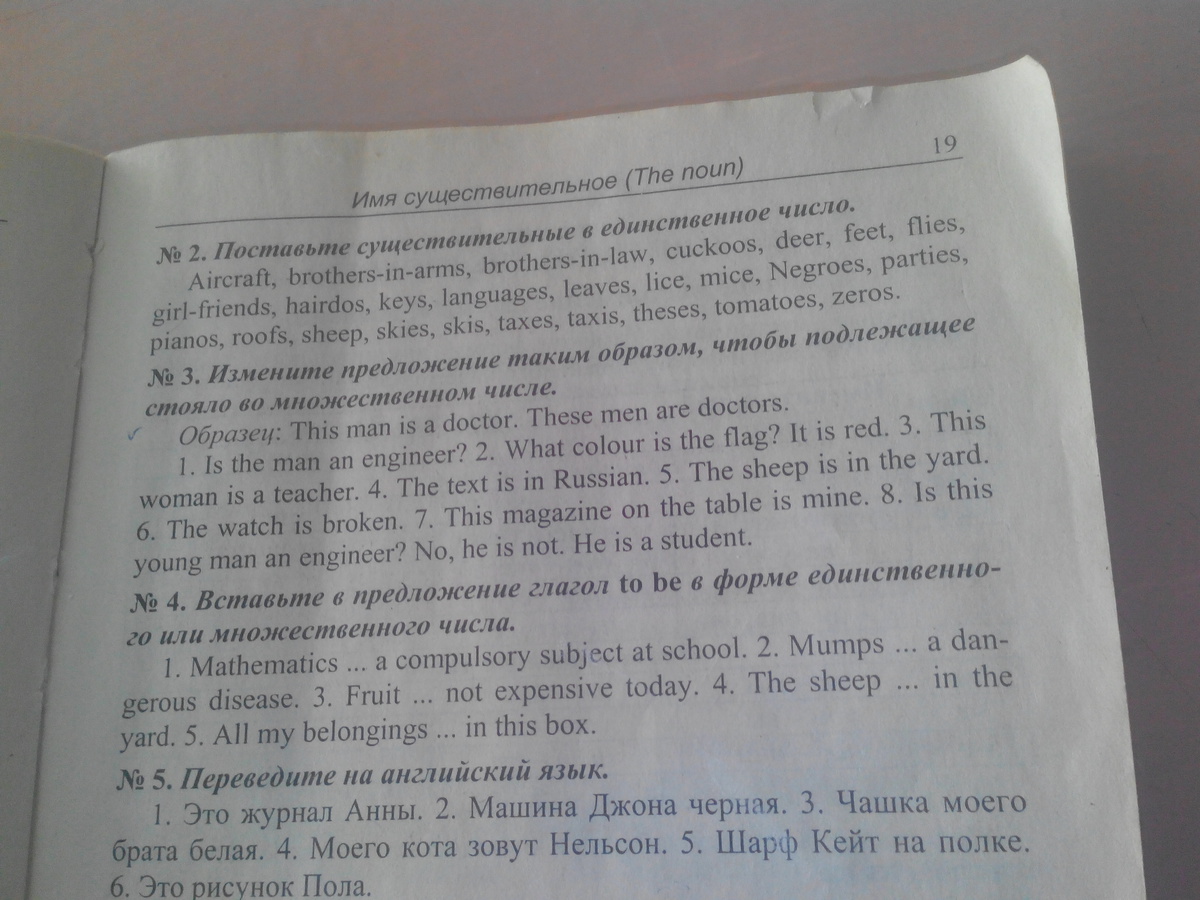 19
Имя существительное (The noun)
№ 2. Поставьте существительные в единственное число.
Aircraft, brothers-in-arms, brothers-in-law, cuckoos, deer, feet, flies,
girl-friends, hairdos, keys, languages, leaves, lice, mice, Negroes, parties,
pianos, roofs, sheep, skies, skis, taxes, taxis, theses, tomatoes, zeros.
№ 3. Измените предложение таким образом, чтобы подлежащее
стояло во множественном числе.
Образец: This man is a doctor. These men are doctors.
1. Is the man an engineer? 2. What colour is the flag? It is red. 3. This
woman is a teacher. 4. The text is in Russian. 5. The sheep is in the yard.
6. The watch is broken. 7. This magazine on the table is mine. 8. Is this
young man an engineer? No, he is not. He is a student.
№ 4. Вставьте в предложение глагол to be в форме единственно-
го или множественного числа.
1. Mathematics ... a compulsory subject at school. 2. Mumps ... a dan-
gerous disease. 3. Fruit ... not expensive today. 4. The sheep ... in the
yard. 5. All my belongings ... in this box.
№ 5. Переведите на английский язык.
1. Это журнал Анны. 2. Машина Джона черная. 3. Чашка моего
брата белая. 4. Моего кота зовут Нельсон. 5. Шарф Кейт на полке.
6. Это рисунок Пола.